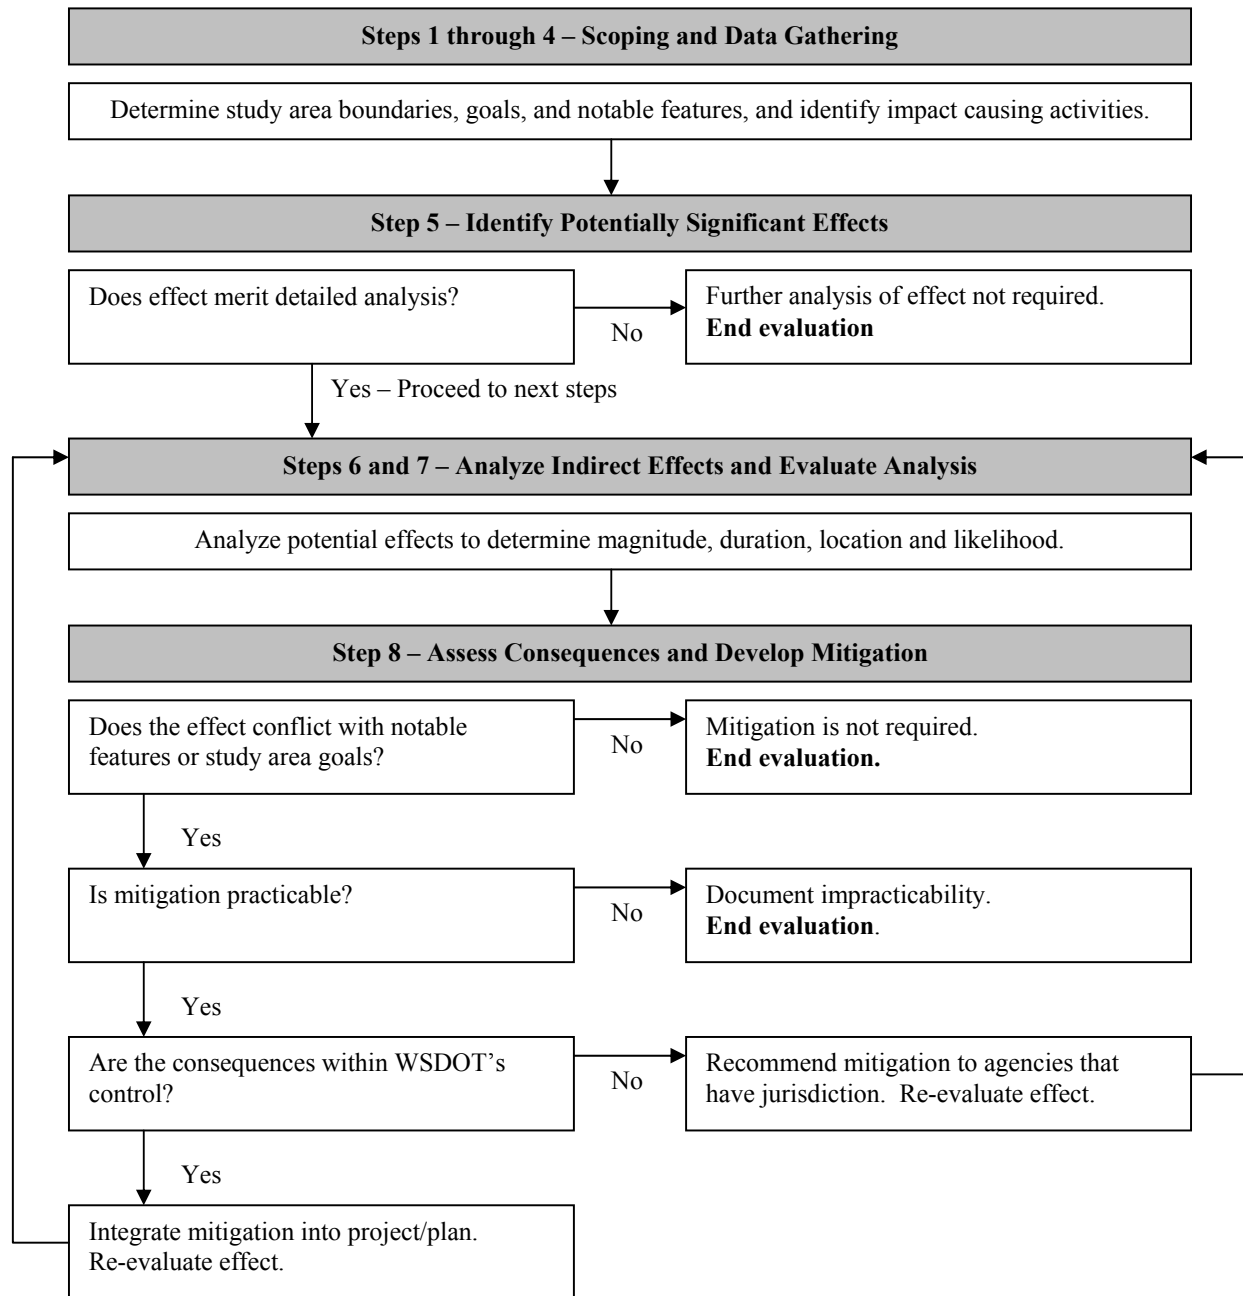 Steps 1 through 4 – Scoping and Data Gathering
Determine study area boundaries, goals, and notable features, and identify impact causing activities.
Step 5 – Identify Potentially Significant Effects
Does effect merit detailed analysis?
No
Further analysis of effect not required.
End evaluation
Yes – Proceed to next steps
Steps 6 and 7 – Analyze Indirect Effects and Evaluate Analysis
Analyze potential effects to determine magnitude, duration, location and likelihood.
Step 8 – Assess Consequences and Develop Mitigation
Does the effect conflict with notable
features or study area goals?
No
Mitigation is not required.
End evaluation.
Yes
Is mitigation practicable?
No
Document impracticability.
End evaluation.
Yes
Are the consequences within WSDOT’s
control?
No
Recommend mitigation to agencies that
have jurisdiction.  Re-evaluate effect.
Yes
Integrate mitigation into project/plan.
Re-evaluate effect.